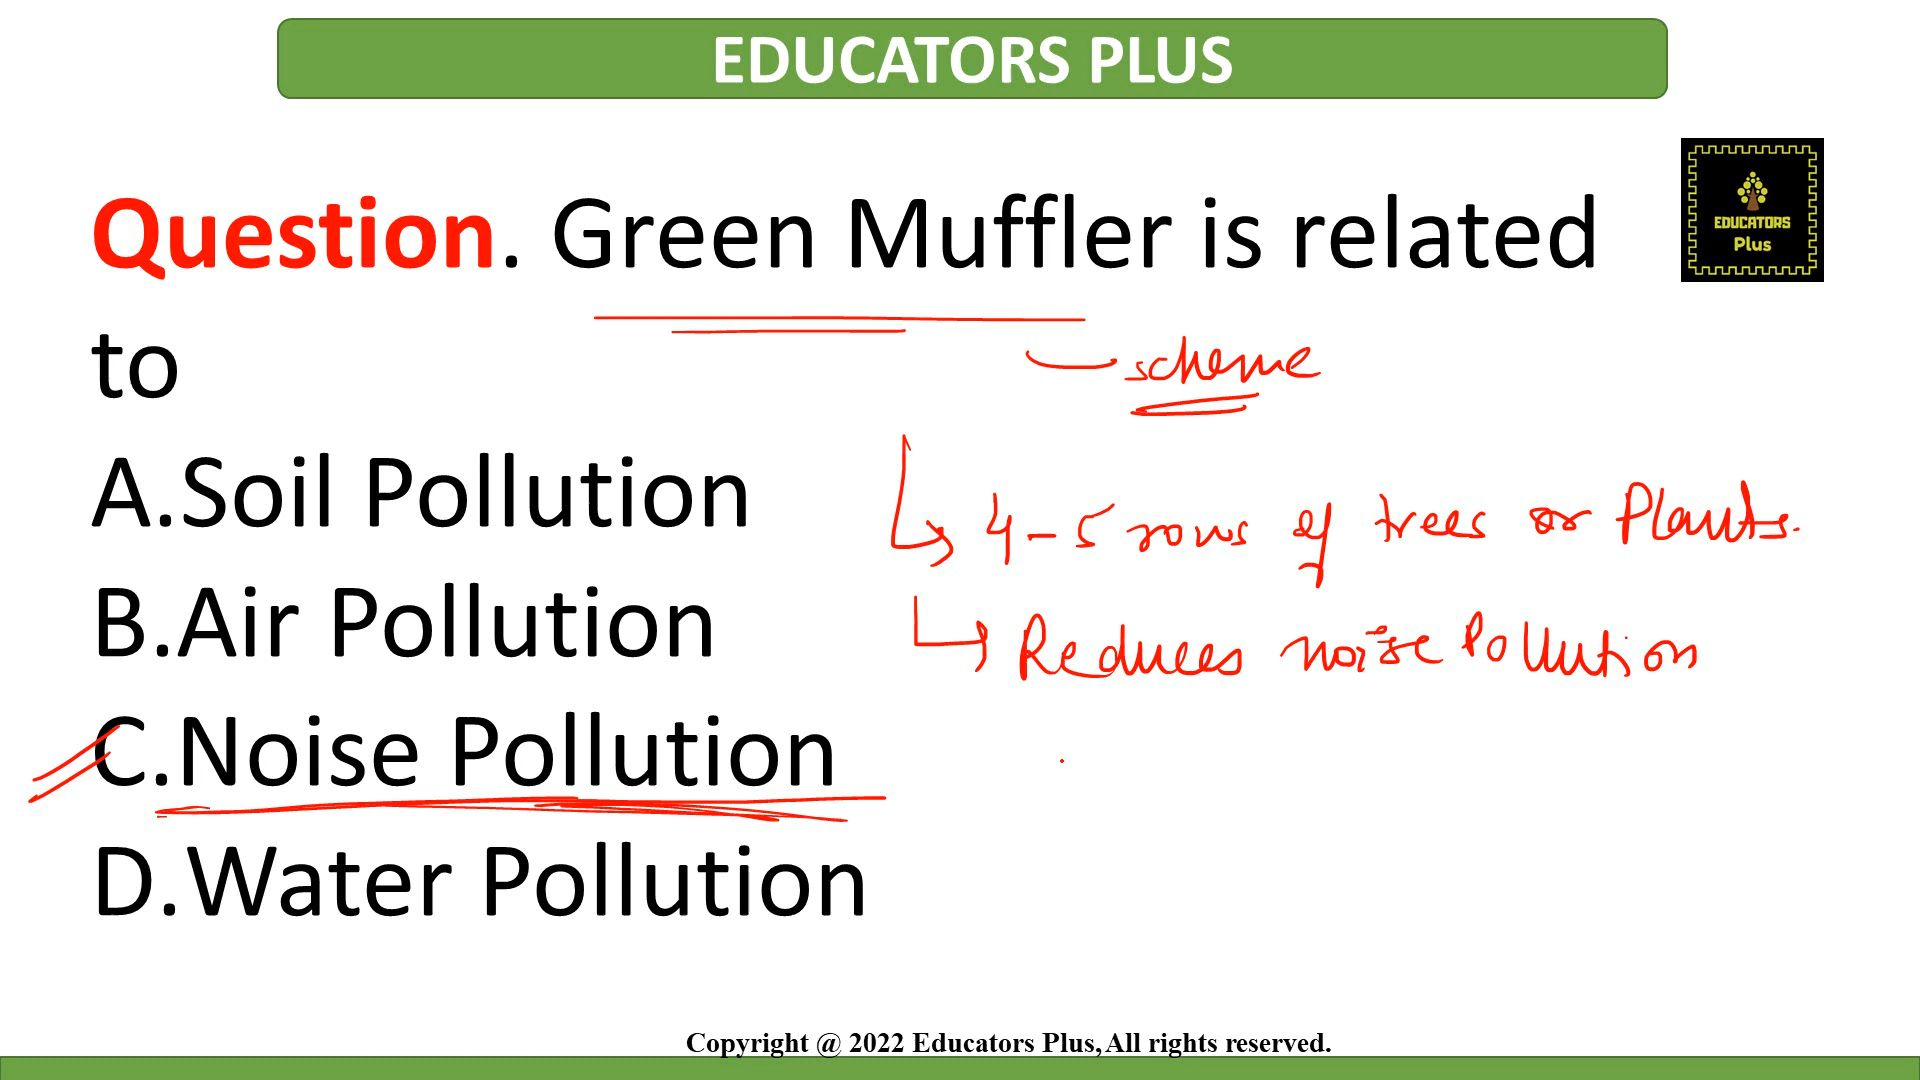 EDUCATORS PLUS
EDUCATORS
Plus
Question. Green Muffler is related
to
scheme
A.Soil Pollution
4-5 rows of trees or Plants.
B.Air Pollution
Reduces noise Pollution
C.Noise Pollution
D.Water Pollution
Copyright @ 2022 Educators Plus,All rights reserved.